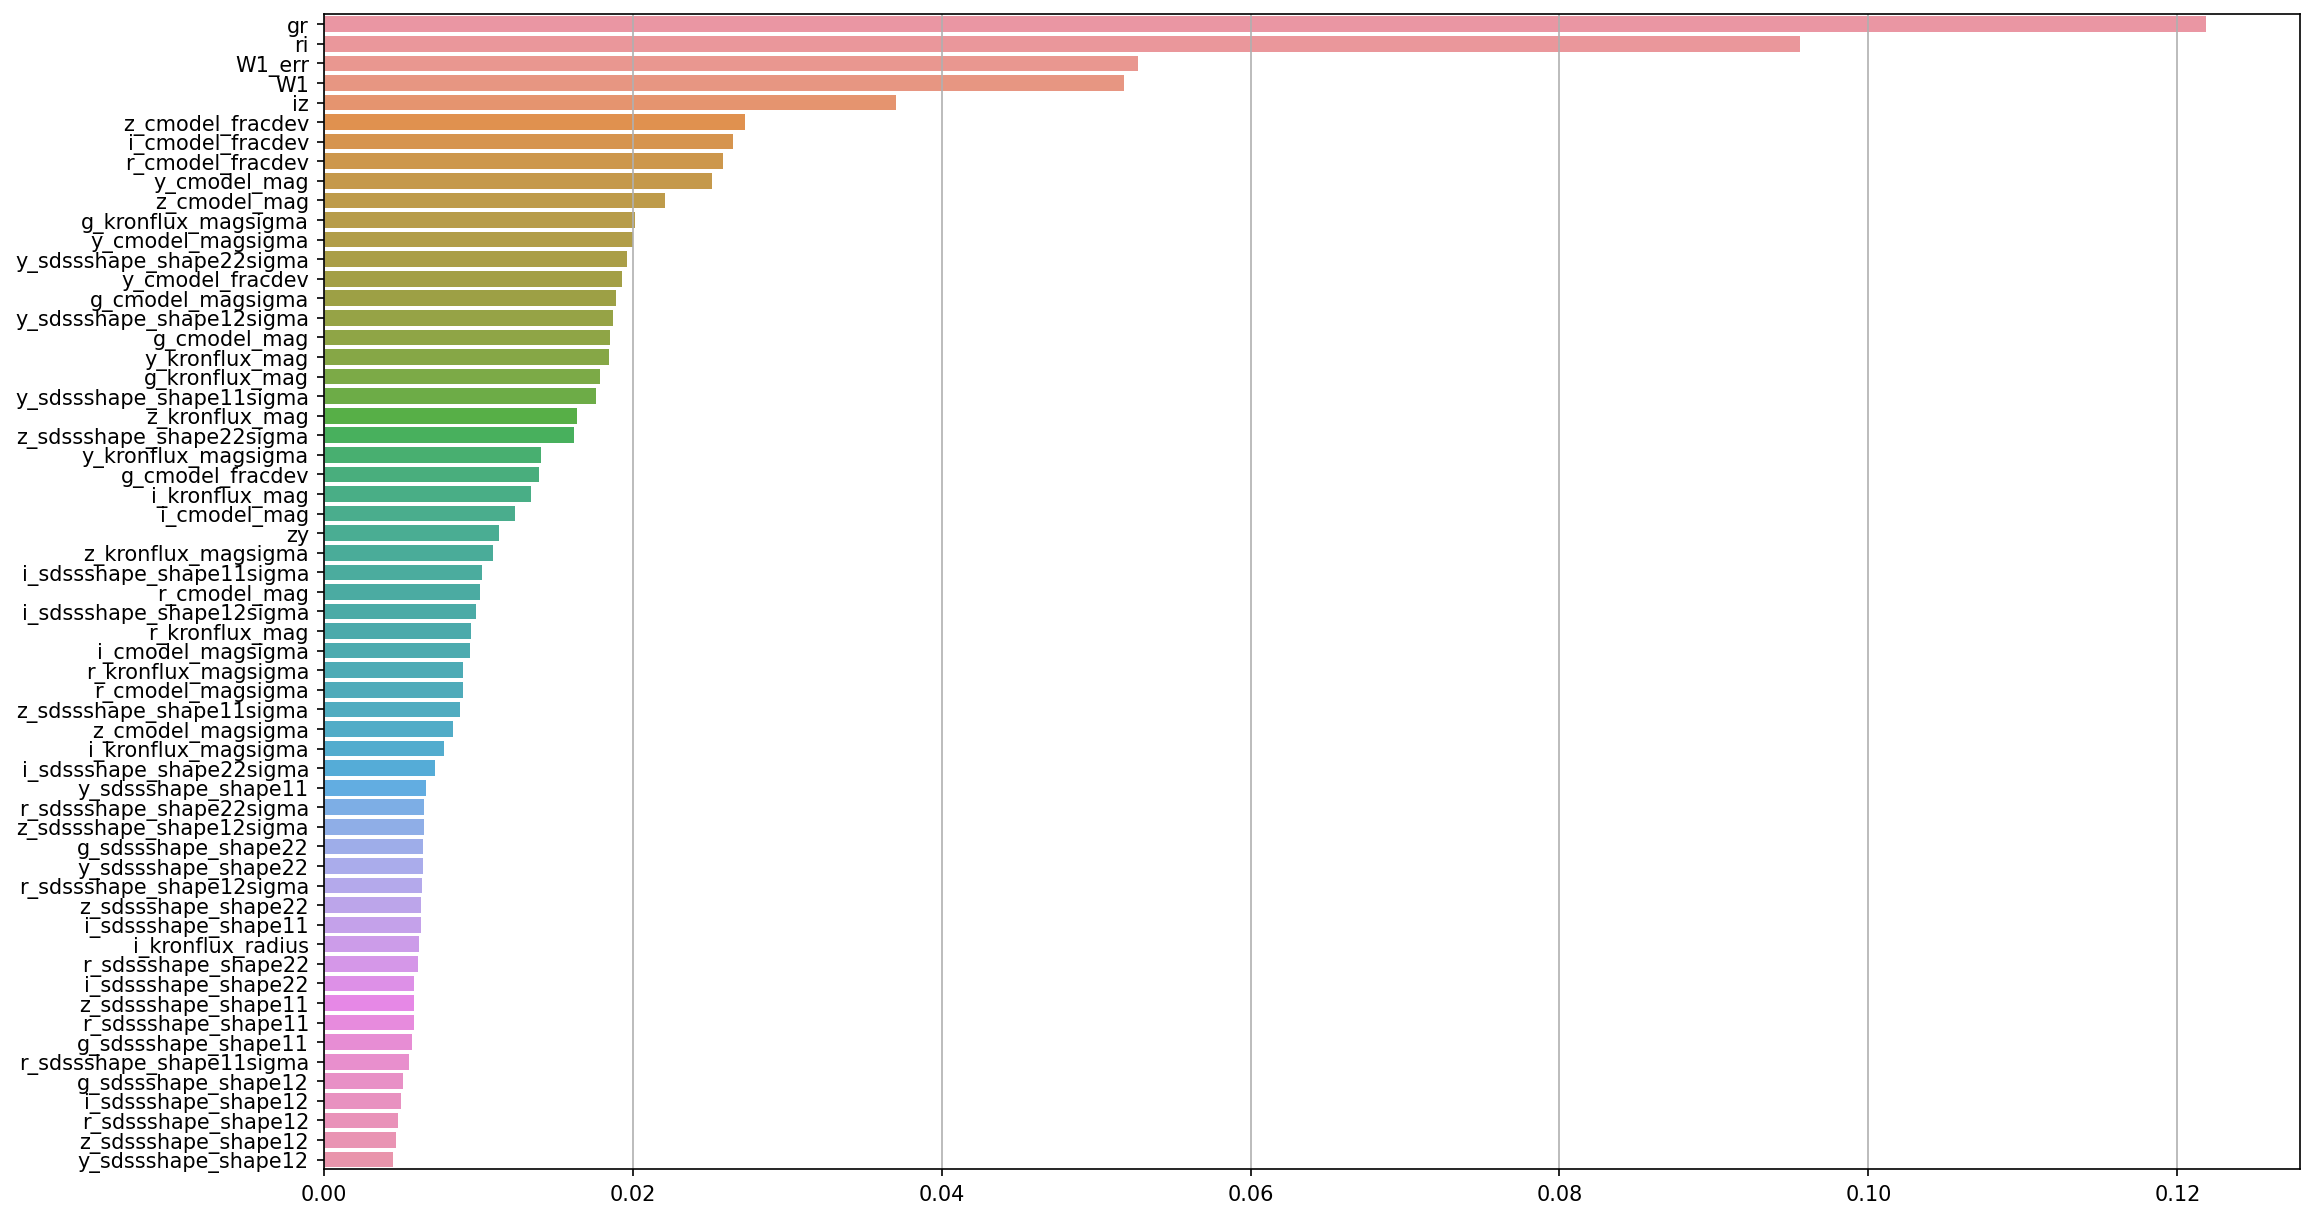 gr
ri
W1_err
W1
iz
z_cmodel_fracdev
i_cmodel_fracdev
r_cmodel_fracdev
y_cmodel_mag
z_cmodel_mag
g_kronflux_magsigma
y_cmodel_magsigma
y_sdssshape_shape22sigma
y_cmodel_fracdev
g_cmodel_magsigma
y_sdssshape_shape12sigma
g_cmodel_mag
y_kronflux_mag
g_kronflux_mag
y_sdssshape_shape11sigma
z_kronflux_mag
z_sdssshape_shape22sigma
y_kronflux_magsigma
g_cmodel_fracdev
i_kronflux_mag
i_cmodel_mag
zy
z_kronflux_magsigma
i_sdssshape_shape11sigma
r_cmodel_mag
i_sdssshape_shape12sigma
r_kronflux_mag
i_cmodel_magsigma
r_kronflux_magsigma
r_cmodel_magsigma
z_sdssshape_shape11sigma
z_cmodel_magsigma
i_kronflux_magsigma
i_sdssshape_shape22sigma
y_sdssshape_shape11
r_sdssshape_shape22sigma
z_sdssshape_shape12sigma
g_sdssshape_shape22
y_sdssshape_shape22
r_sdssshape_shape12sigma
z_sdssshape_shape22
i_sdssshape_shape11
i_kronflux_radius
r_sdssshape_shape22
i_sdssshape_shape22
z_sdssshape_shape11
r_sdssshape_shape11
g_sdssshape_shape11
r_sdssshape_shape11sigma
g_sdssshape_shape12
i_sdssshape_shape12
r_sdssshape_shape12
z_sdssshape_shape12
y_sdssshape_shape12
0.00 0.02 0.04 0.06 0.08 0.10 0.12